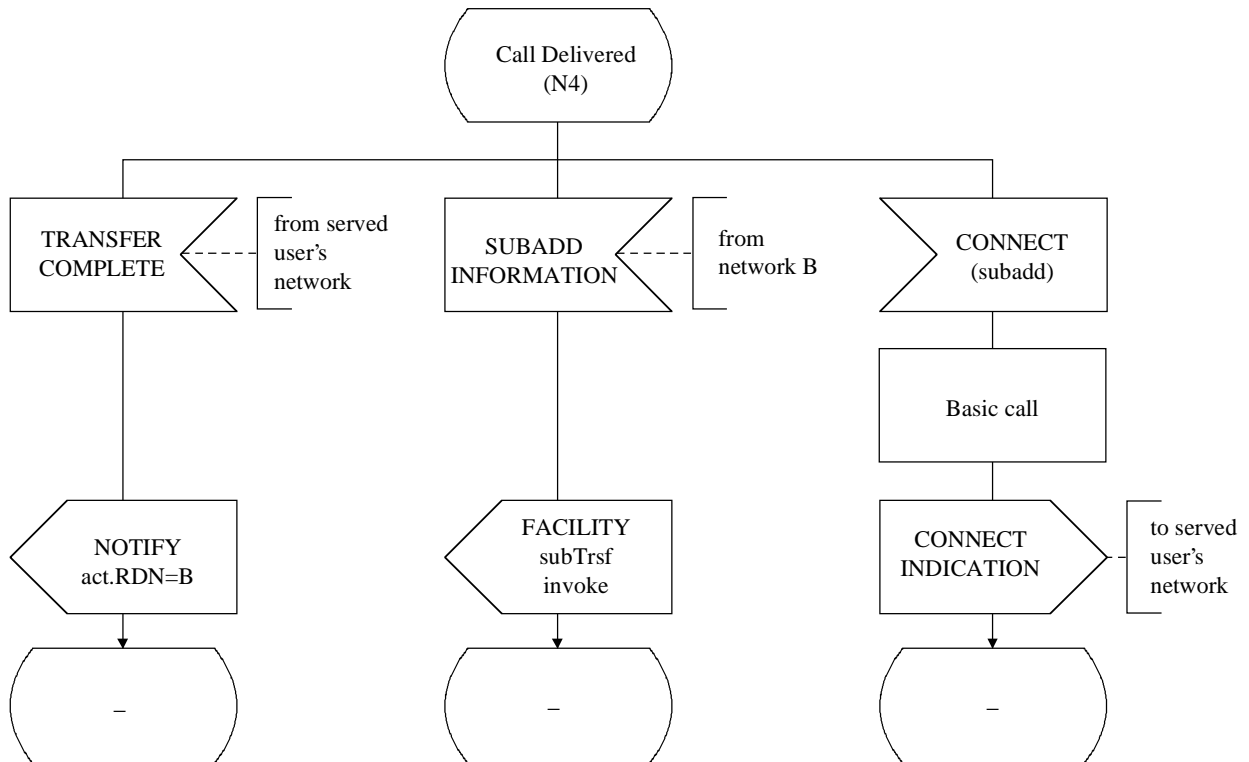 Call Delivered
(N4)
TRANSFER
COMPLETE
from served
user's
network
SUBADD
INFORMATION
from
network B
CONNECT
(subadd)
Basic call
NOTIFY
act.RDN=B
FACILITY
subTrsf
invoke
CONNECT
INDICATION
to served
user's
network
–
–
–